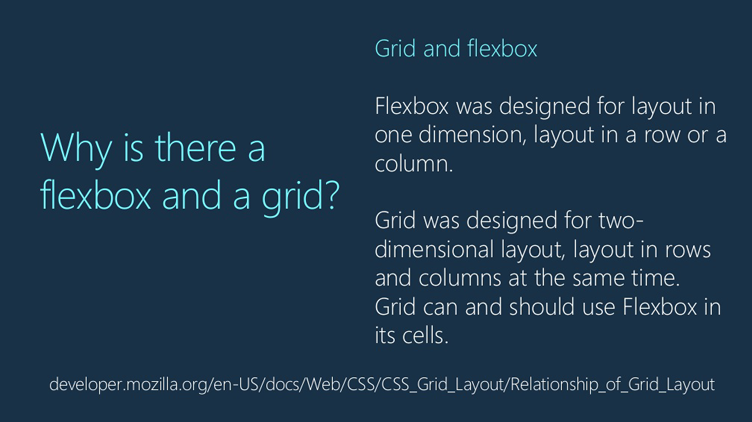 Why is there a
flexbox and a grid?
Grid and flexbox
Flexbox was designed for layout in
one dimension, layout in a row or a
column.
Grid was designed for two-
dimensional layout, layout in rows
and columns at the same time.
Grid can and should use Flexbox in
its cells.
developer.mozilla.org/en-US/docs/Web/CSS/CSS_Grid_Layout/Relationship_of_Grid_Layout